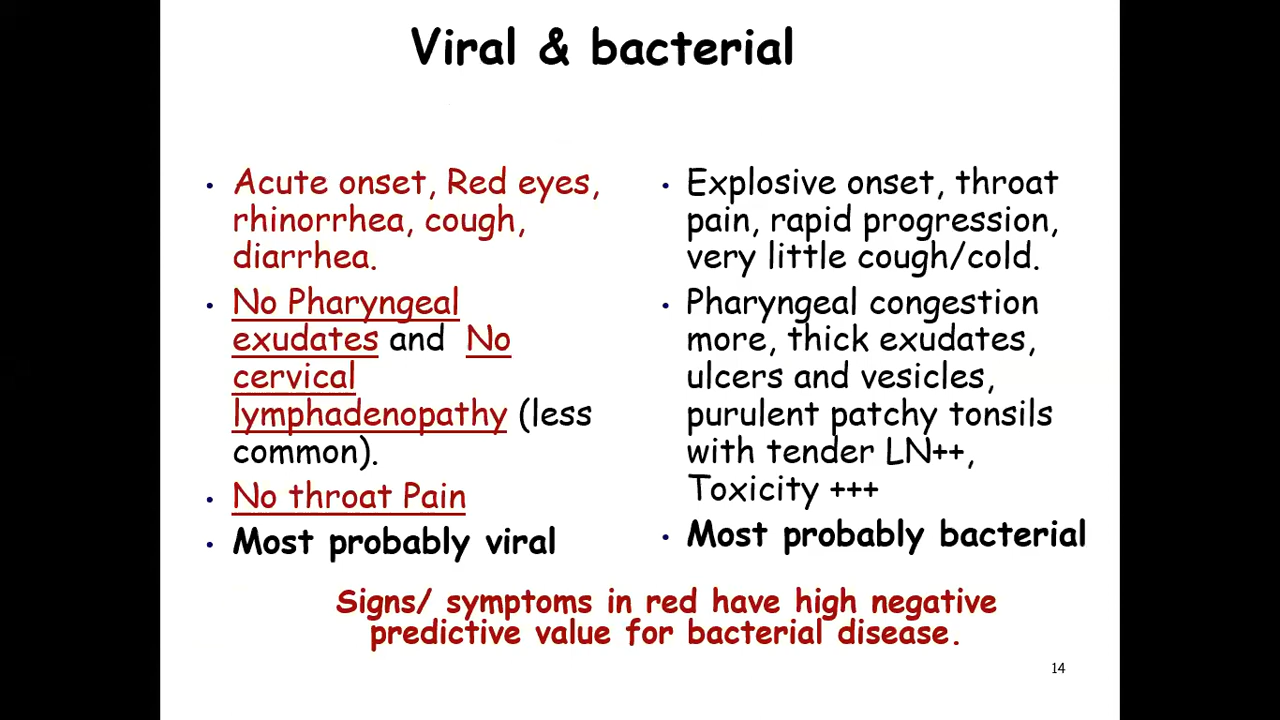 Viral & bacterial
• Acute onset, Red eyes,
rhinorrhea, cough,
diarrhea.
• No Pharyngeal
exudates and No
cervical
lymphadenopathy (less
common).
• No throat Pain
• Most probably viral
• Explosive onset, throat
pain, rapid progression,
very little cough/cold.
• Pharyngeal congestion
more, thick exudates,
ulcers and vesicles,
purulent patchy tonsils
with tender LN++,
Toxicity +++
• Most probably bacterial
Signs/ symptoms in red have high negative
predictive value for bacterial disease.
14